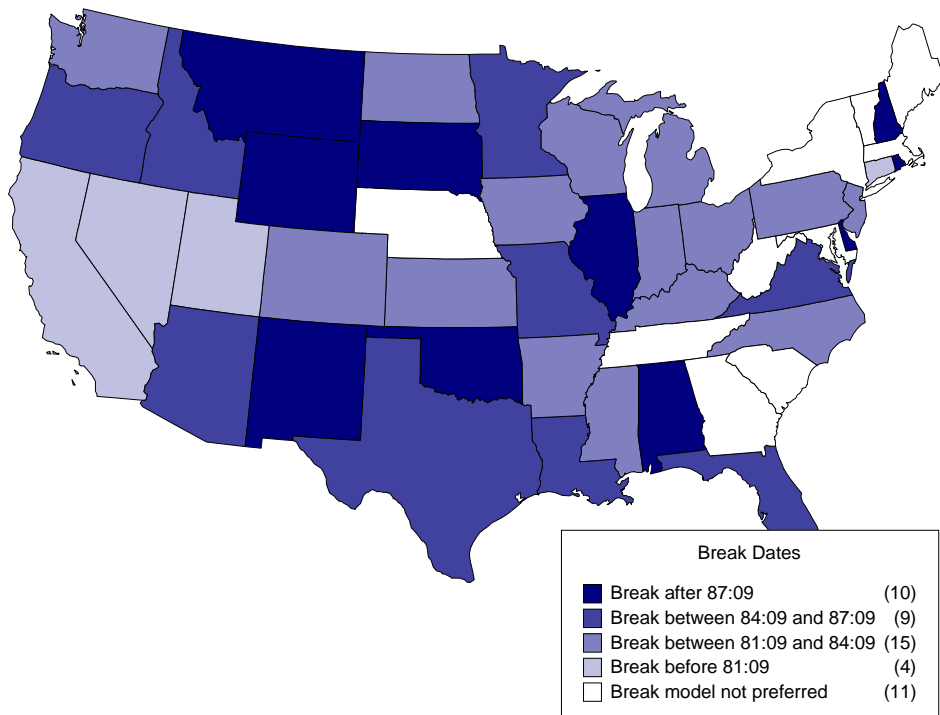 Break Dates
Break after 87:09 (10)
Break between 84:09 and 87:09 (9)
Break between 81:09 and 84:09 (15)
Break before 81:09 (4)
Break model not preferred (11)